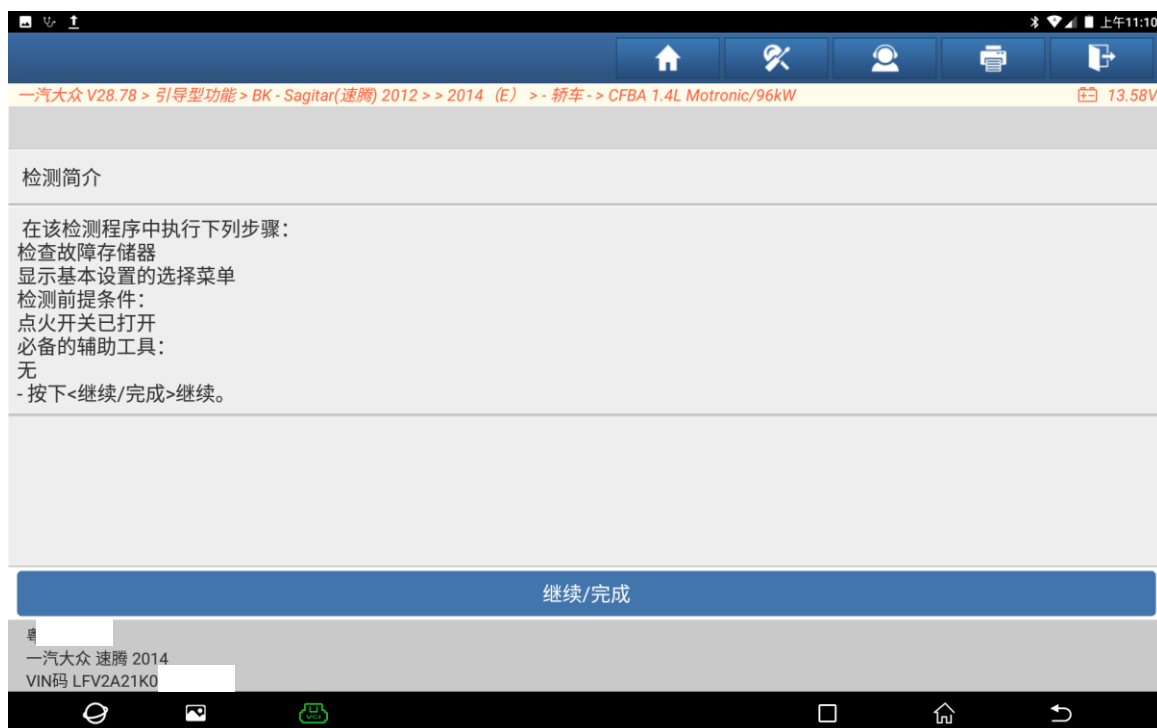 上午11:10
一汽大众 V28.78 > 引导型功能 > BK - Sagitar(速腾) 2012 > > 2014（E） > - 轿车 - > CFBA 1.4L Motronic/96kW 13.58V
检测简介
在该检测程序中执行下列步骤：
检查故障存储器
显示基本设置的选择菜单
检测前提条件：
点火开关已打开
必备的辅助工具：
无
- 按下<继续/完成>继续。
继续/完成
粤
一汽大众 速腾 2014
VIN码 LFV2A21K0
VCI